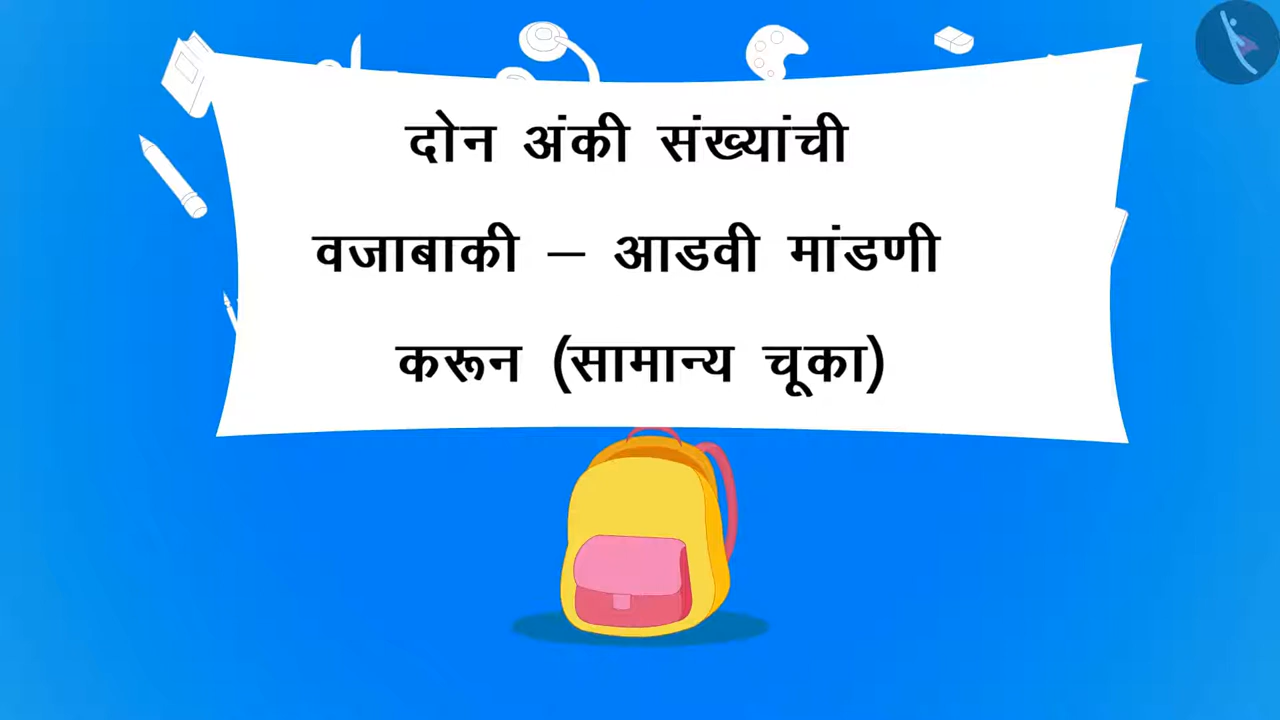 दोन अंकी संख्यांची
वजाबाकी – आडवी मांडणी
करून (सामान्य चूका)